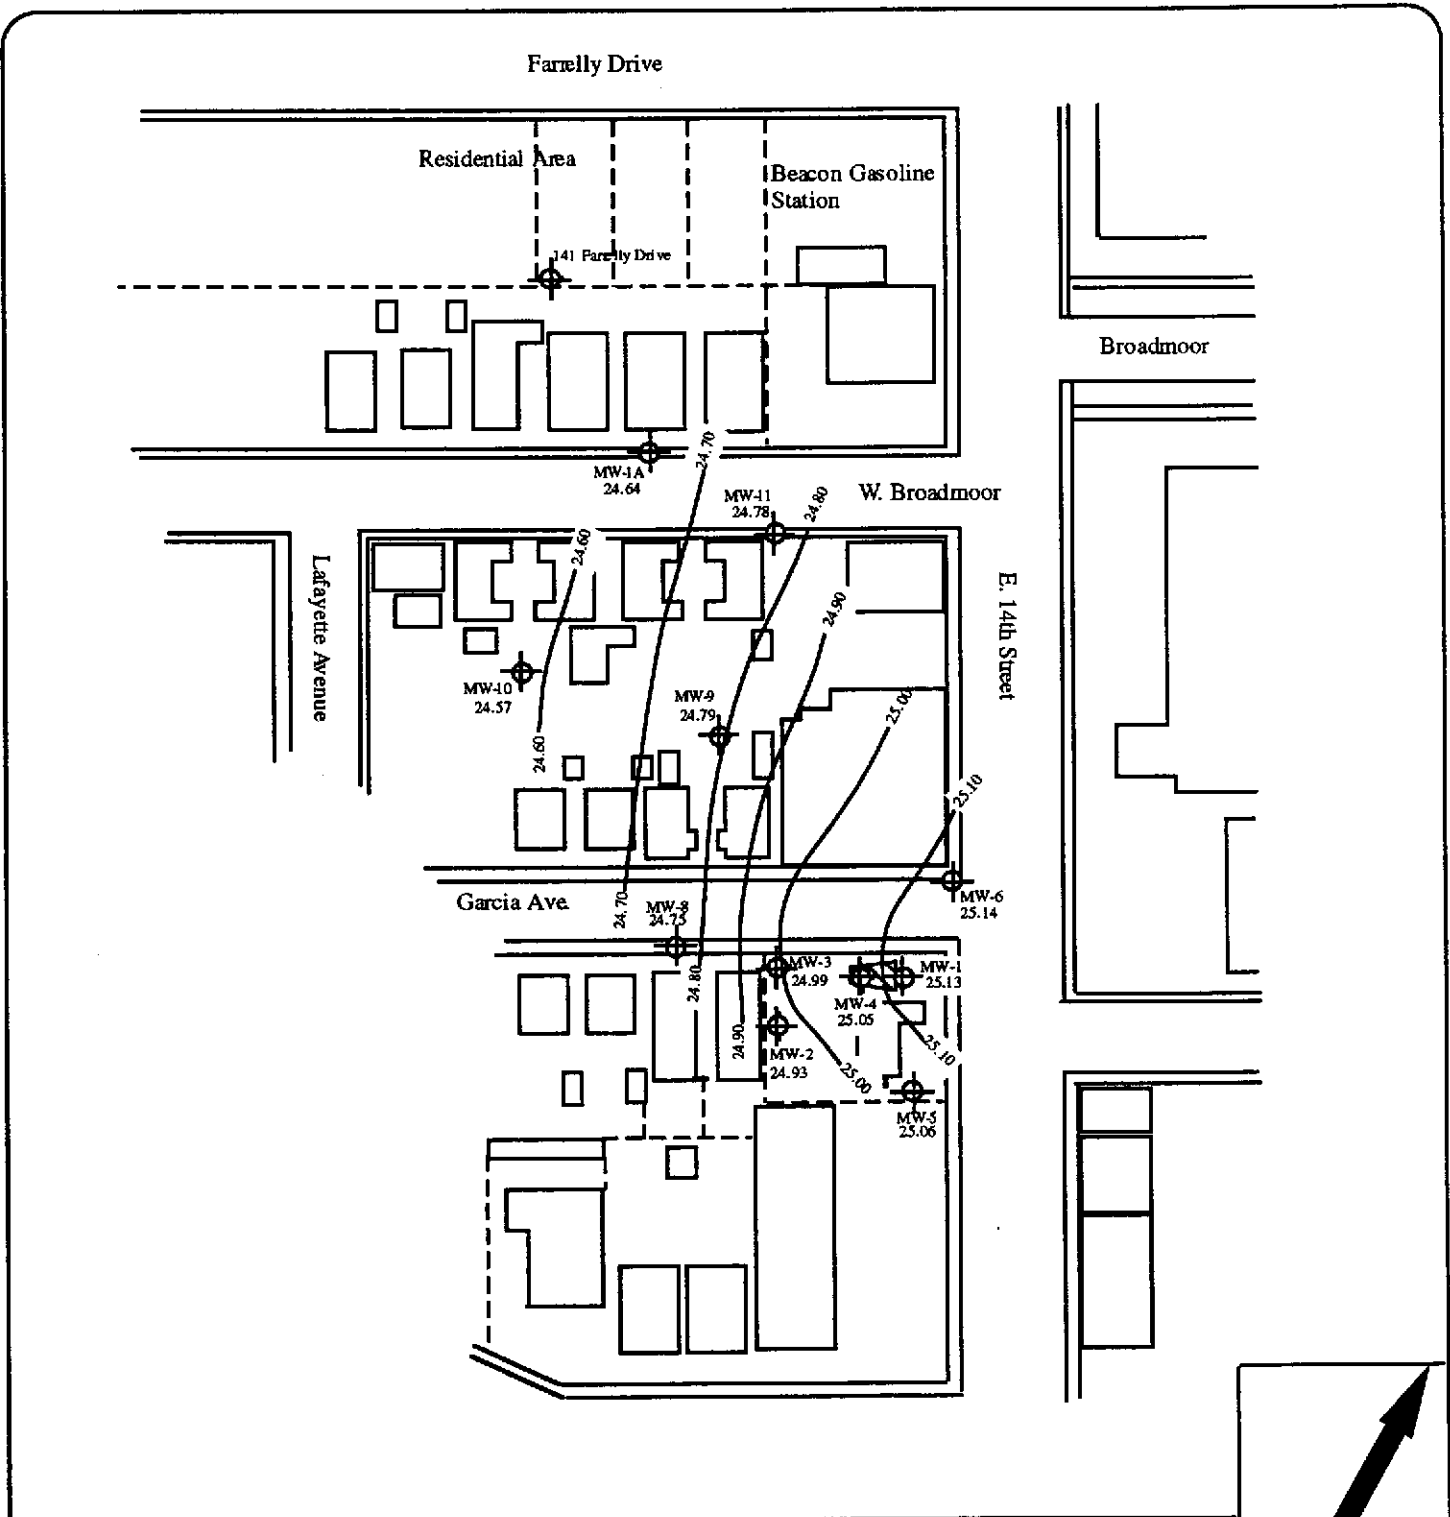 Farrelly Drive
Residential Area
Beacon Gasoline
Station
141 Farrelly Drive
Broadmoor
24.70
MW-1A
24.64
W. Broadmoor
MW-11
24.78
24.80
24.60
Lafayette Avenue
E. 14th Street
24.90
MW-10
24.57
MW-9
24.79
25.00
24.60
25.10
Garcia Ave.
24.70
MW-8
24.75
MW-6
25.14
MW-3
24.99
MW-1
25.13
24.80
MW-4
25.05
24.90
MW-2
24.93
25.00
25.10
MW-5
25.06